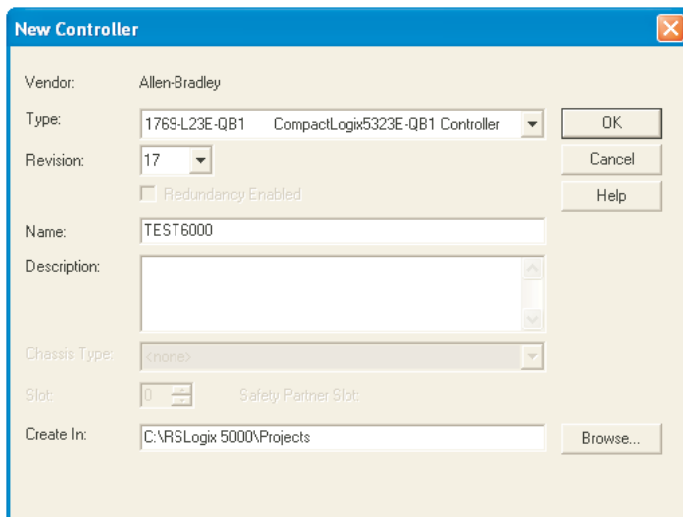 New Controller
Vendor: Allen-Bradley
Type: 1769-L23E-QB1 CompactLogix5323E-QB1 Controller OK
Revision: 17 Cancel
Redundancy Enabled Help
Name: TEST6000
Description:
Chassis Type: <none>
Slot: 0 Safety Partner Slot:
Create In: C:\RSLogix 5000\Projects Browse...